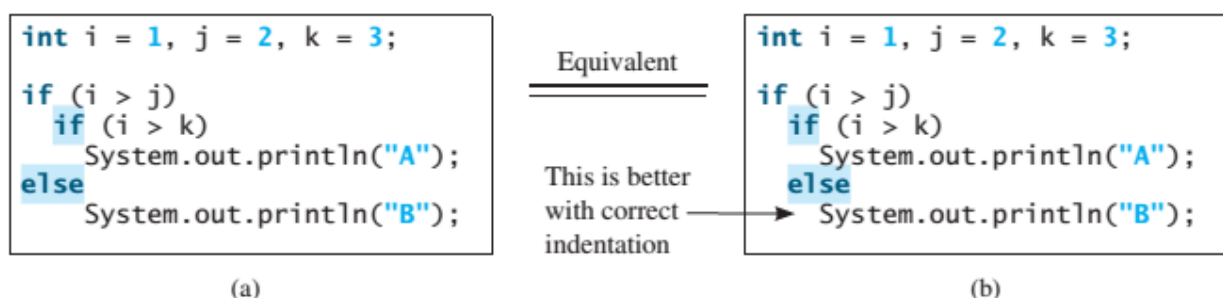 int i = 1, j = 2, k = 3;
if (i > j)
if (i > k)
System.out.println("A");
else
System.out.println("B");
(a)
Equivalent
This is better
with correct
indentation
int i = 1, j = 2, k = 3;
if (i > j)
if (i > k)
System.out.println("A");
else
System.out.println("B");
(b)